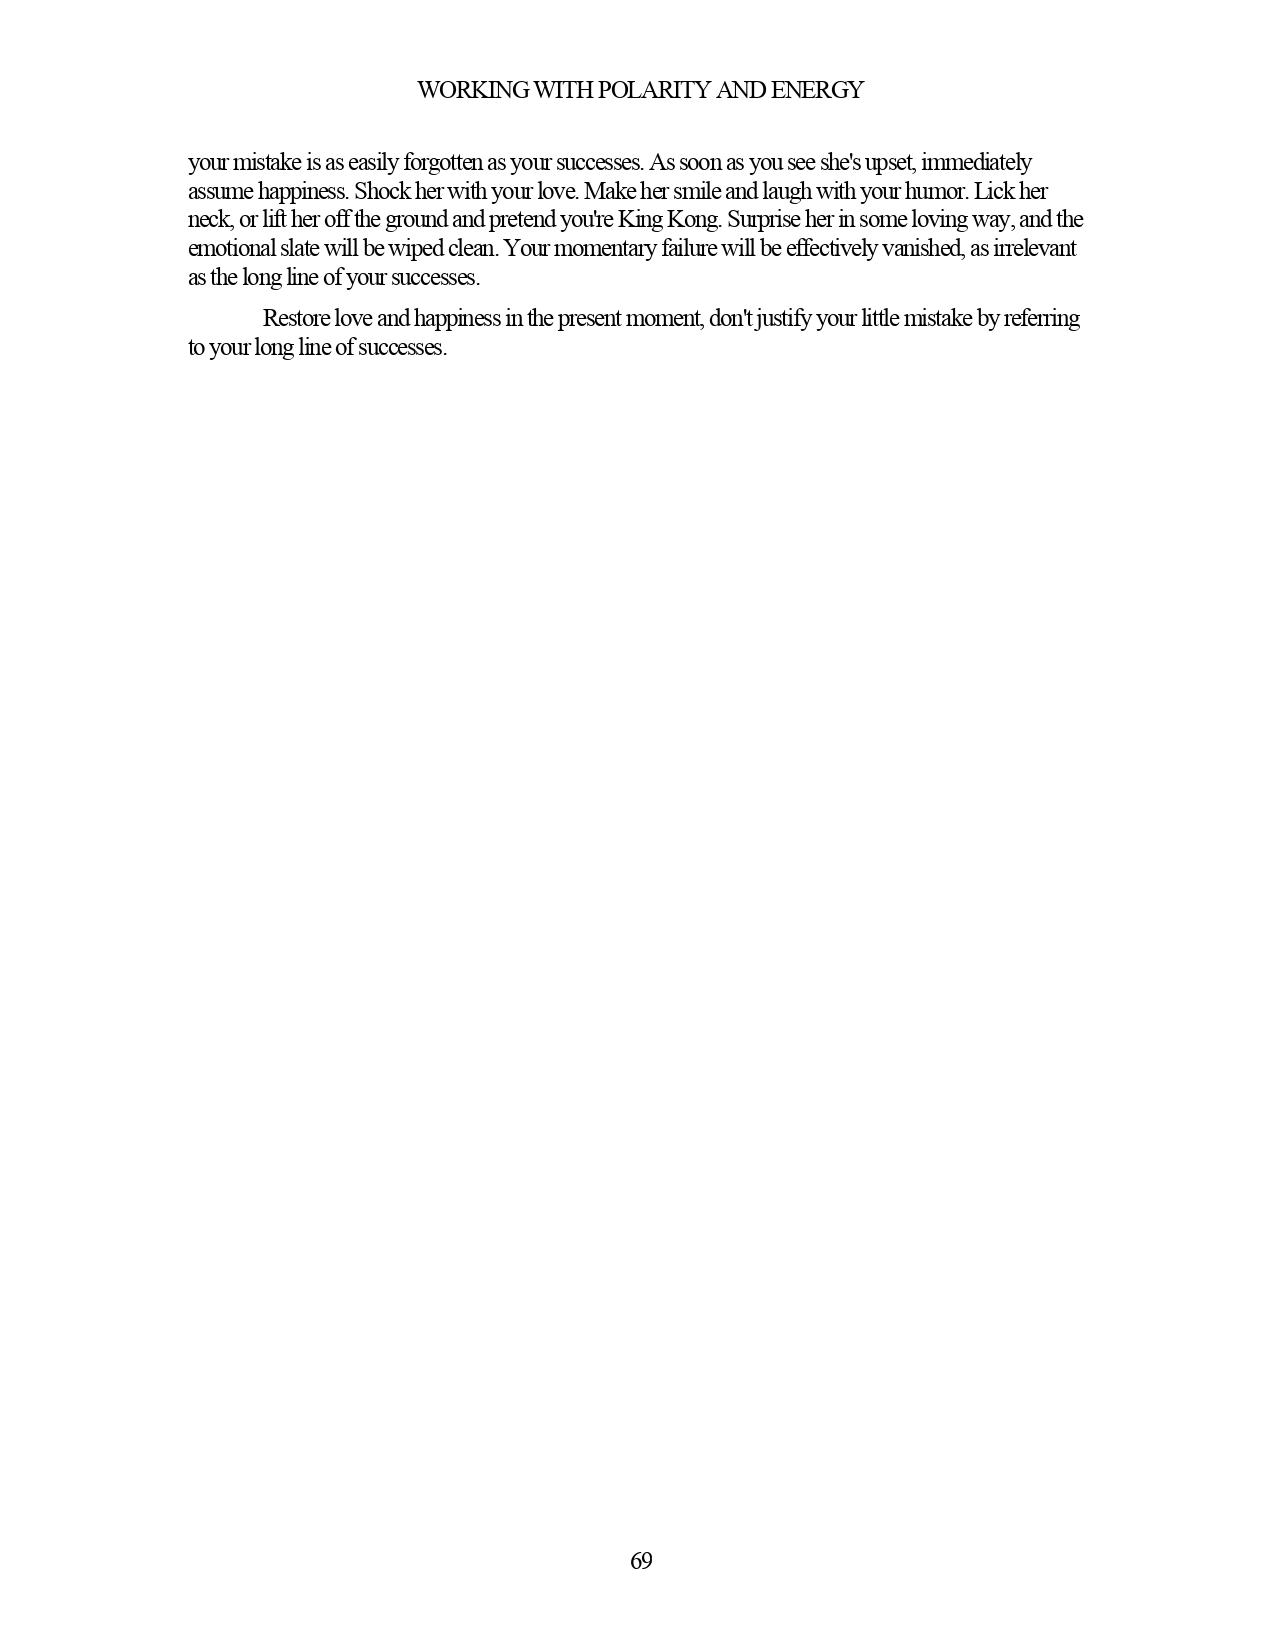 WORKING WITH POLARITY AND ENERGY
your mistake is as easily forgotten as your successes. As soon as you see she's upset, immediately
assume happiness. Shock her with your love. Make her smile and laugh with your humor. Lick her
neck, or lift her off the ground and pretend you're King Kong. Surprise her in some loving way, and the
emotional slate will be wiped clean. Your momentary failure will be effectively vanished, as irrelevant
as the long line of your successes.
Restore love and happiness in the present moment, don't justify your little mistake by referring
to your long line of successes.
69